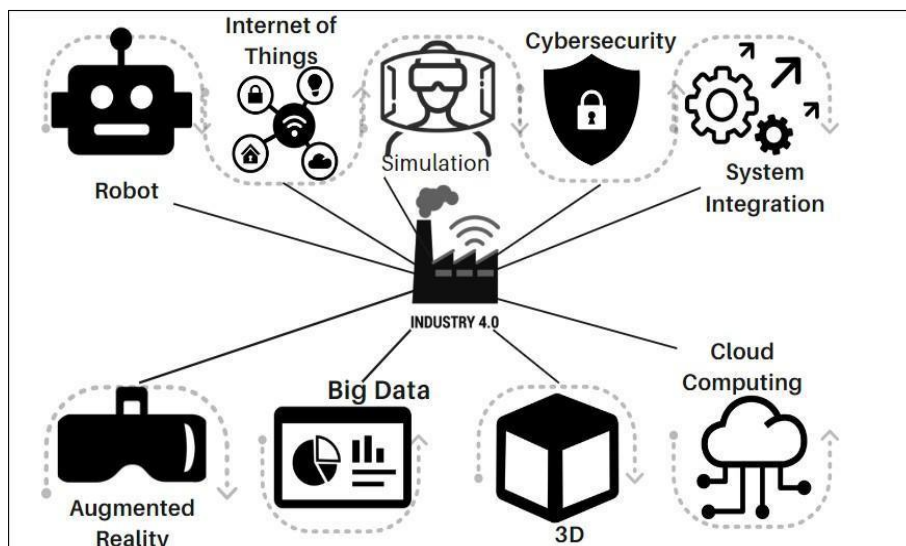 Internet of
Things
Cybersecurity
Simulation
Robot
System
Integration
INDUSTRY 4.0
Cloud
Computing
Big Data
Augmented
Reality
3D